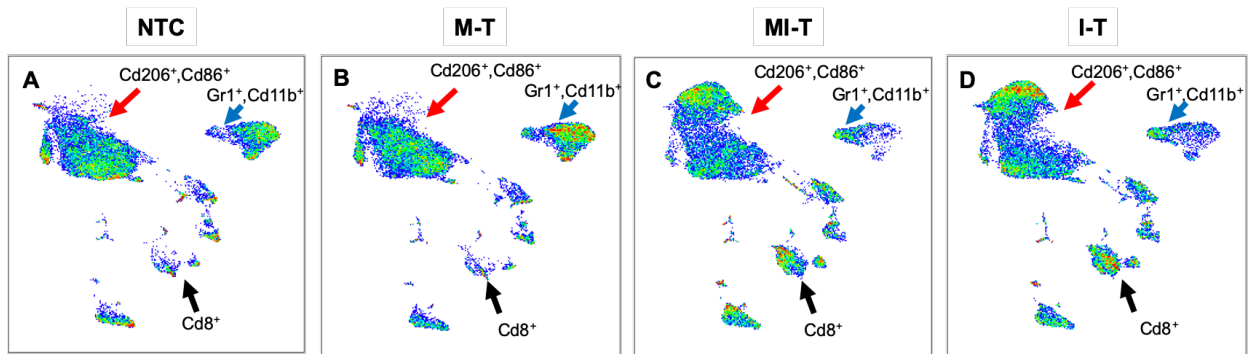 NTC
M-T
MI-T
I-T
A
Cd206⁺,Cd86⁺
Gr1⁺,Cd11b⁺
Cd8⁺
B
Cd206⁺,Cd86⁺
Gr1⁺,Cd11b⁺
Cd8⁺
C
Cd206⁺,Cd86⁺
Gr1⁺,Cd11b⁺
Cd8⁺
D
Cd206⁺,Cd86⁺
Gr1⁺,Cd11b⁺
Cd8⁺